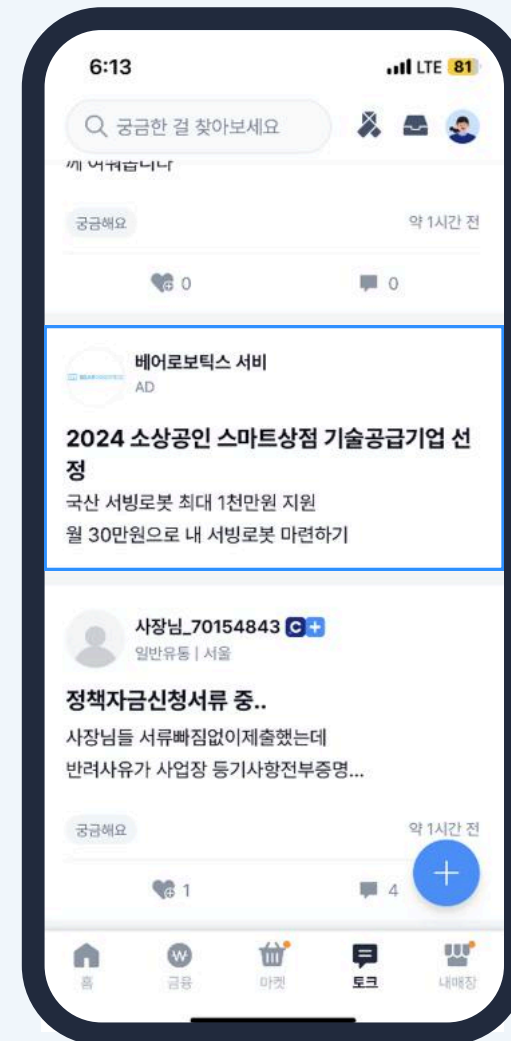 6:13
LTE 81
궁금한 걸 찾아보세요
께 여쭤봅니다
궁금해요
약 1시간 전
0
0
베어로보틱스 서비
AD
2024 소상공인 스마트상점 기술공급기업 선
정
국산 서빙로봇 최대 1천만원 지원
월 30만원으로 내 서빙로봇 마련하기
사장님_70154843 C+
일반유통 | 서울
정책자금신청서류 중..
사장님들 서류빠짐없이제출했는데
반려사유가 사업장 등기사항전부증명...
궁금해요
약 1시간 전
1
4
홈
금융
마켓
토크
내매장